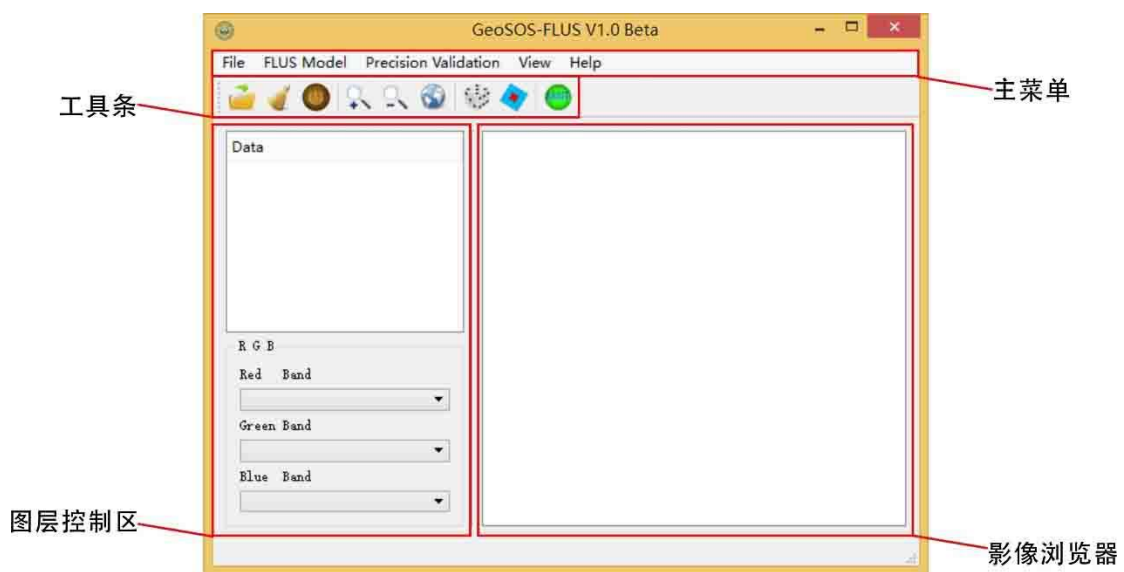 GeoSOS-FLUS V1.0 Beta
File FLUS Model Precision Validation View Help
主菜单
工具条
Data
R G B
Red Band
Green Band
Blue Band
图层控制区
影像浏览器